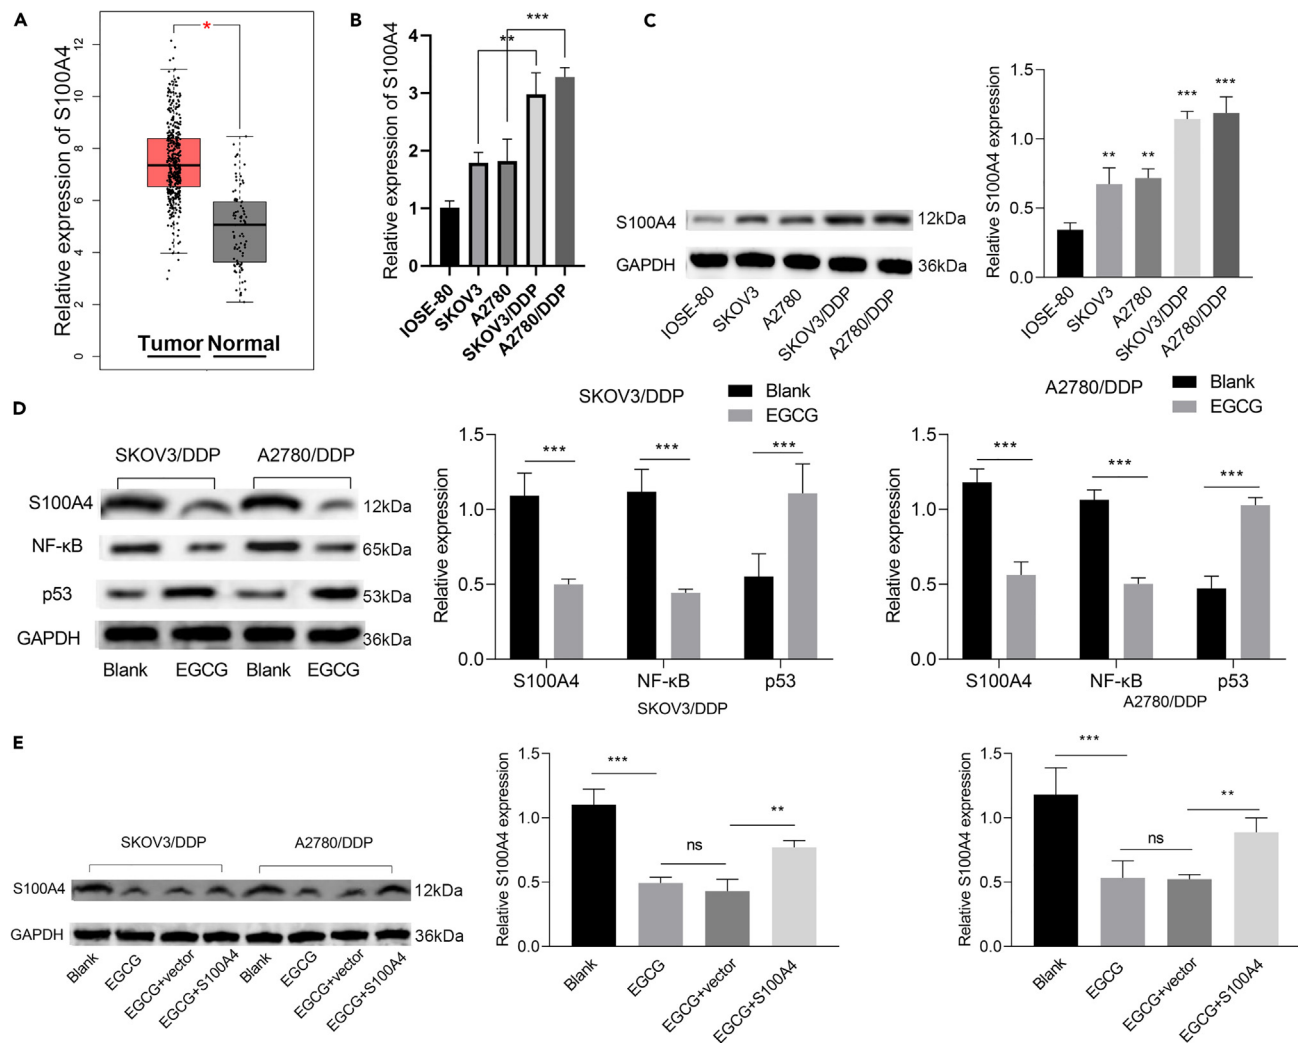 A
Relative expression of S100A4
12
10
8
6
4
2
0
*
Tumor Normal
B
Relative expression of S100A4
4
3
2
1
0
**
***
IOSE-80
SKOV3
A2780
SKOV3/DDP
A2780/DDP
C
S100A4
12kDa
GAPDH
36kDa
IOSE-80
SKOV3
A2780
SKOV3/DDP
A2780/DDP
Relative S100A4 expression
1.5
1.0
0.5
0.0
**
**
***
***
IOSE-80
SKOV3
A2780
SKOV3/DDP
A2780/DDP
D
SKOV3/DDP
A2780/DDP
S100A4
12kDa
NF-κB
65kDa
p53
53kDa
GAPDH
36kDa
Blank
EGCG
Blank
EGCG
SKOV3/DDP
Blank
EGCG
Relative expression
1.5
1.0
0.5
0.0
***
***
***
S100A4
NF-κB
p53
SKOV3/DDP
A2780/DDP
Blank
EGCG
Relative expression
1.5
1.0
0.5
0.0
***
***
***
S100A4
NF-κB
p53
A2780/DDP
E
SKOV3/DDP
A2780/DDP
S100A4
12kDa
GAPDH
36kDa
Blank
EGCG
EGCG+vector
EGCG+S100A4
Blank
EGCG
EGCG+vector
EGCG+S100A4
Relative S100A4 expression
1.5
1.0
0.5
0.0
***
ns
**
Blank
EGCG
EGCG+vector
EGCG+S100A4
Relative S100A4 expression
1.5
1.0
0.5
0.0
***
ns
**
Blank
EGCG
EGCG+vector
EGCG+S100A4